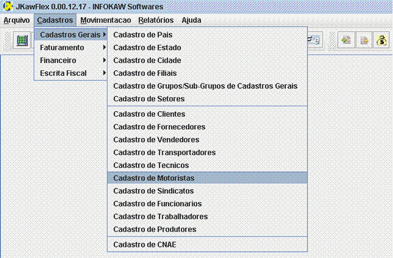 JKawFlex 0.00.12.17 - INFOKAW Softwares
Arquivo Cadastros Movimentacao Relatórios Ajuda
Cadastros Gerais
Faturamento
Financeiro
Escrita Fiscal
Cadastro de Pais
Cadastro de Estado
Cadastro de Cidade
Cadastro de Filiais
Cadastro de Grupos/Sub-Grupos de Cadastros Gerais
Cadastro de Setores
Cadastro de Clientes
Cadastro de Fornecedores
Cadastro de Vendedores
Cadastro de Transportadores
Cadastro de Tecnicos
Cadastro de Motoristas
Cadastro de Sindicatos
Cadastro de Funcionarios
Cadastro de Trabalhadores
Cadastro de Produtores
Cadastro de CNAE